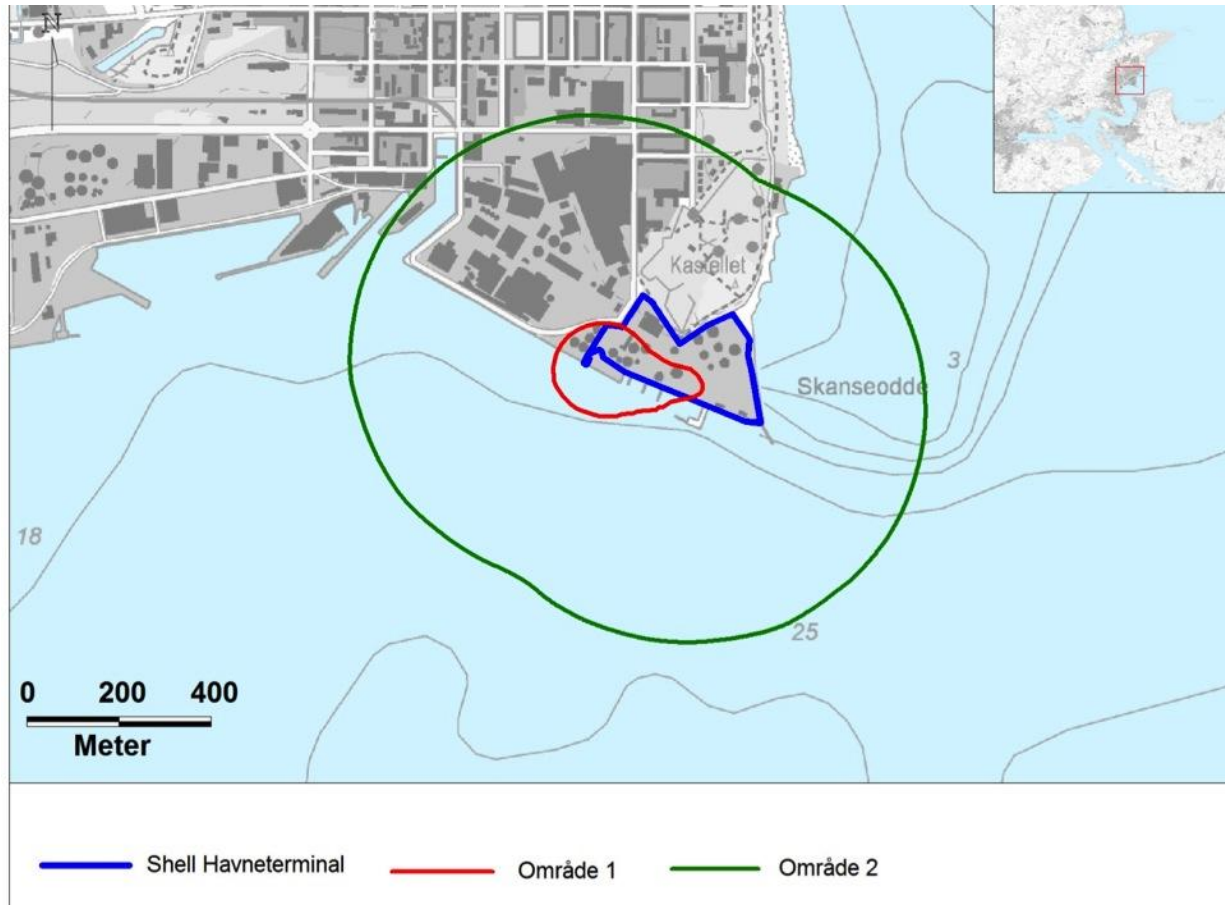 N
Kastellet
Skanseodde
3
18
25
0 200 400
Meter
Shell Havneterminal
Område 1
Område 2